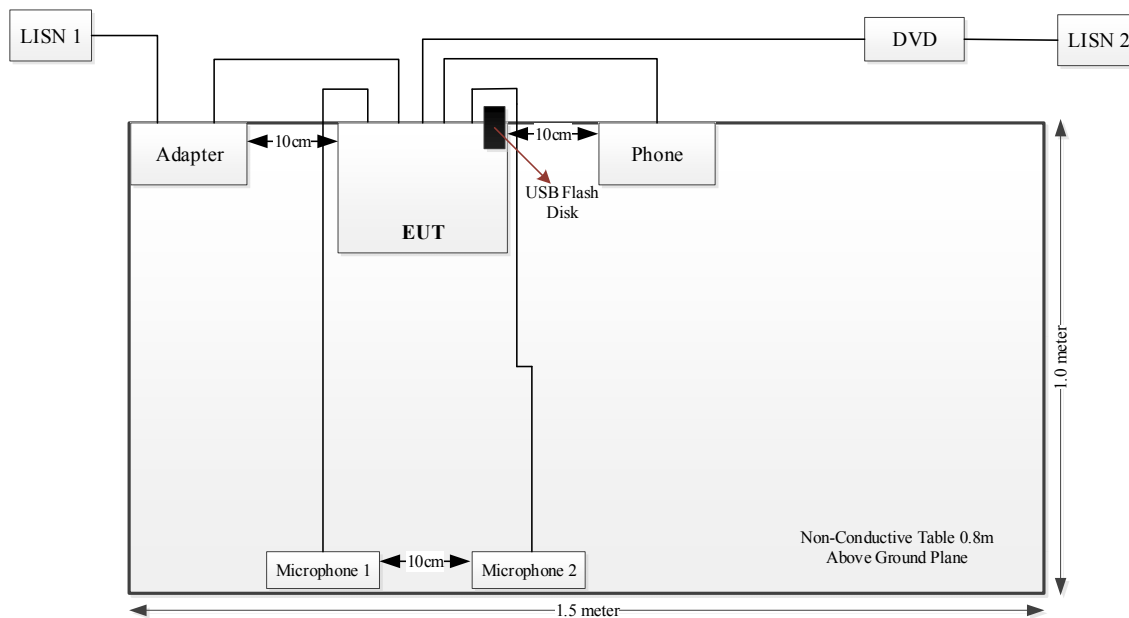 LISN 1
DVD
LISN 2
Adapter
10cm
10cm
Phone
USB Flash
Disk
EUT
1.0 meter
Non-Conductive Table 0.8m
Above Ground Plane
Microphone 1
10cm
Microphone 2
1.5 meter